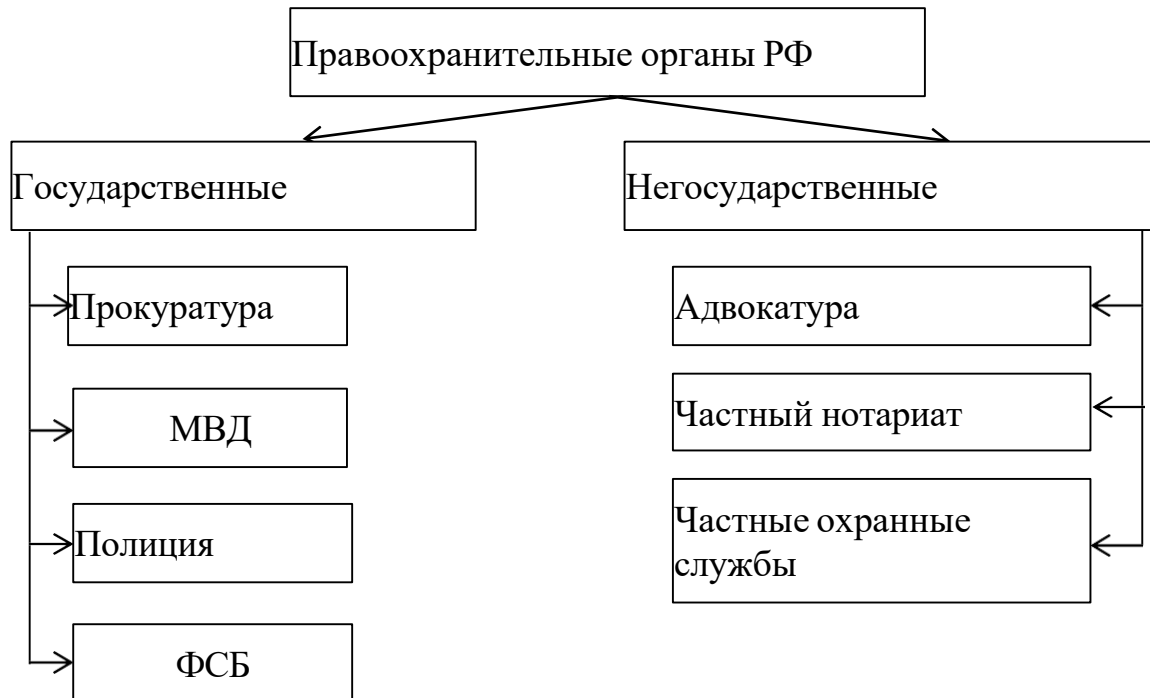 Правоохранительные органы РФ
Государственные
Негосударственные
Прокуратура
МВД
Полиция
ФСБ
Адвокатура
Частный нотариат
Частные охранные
службы